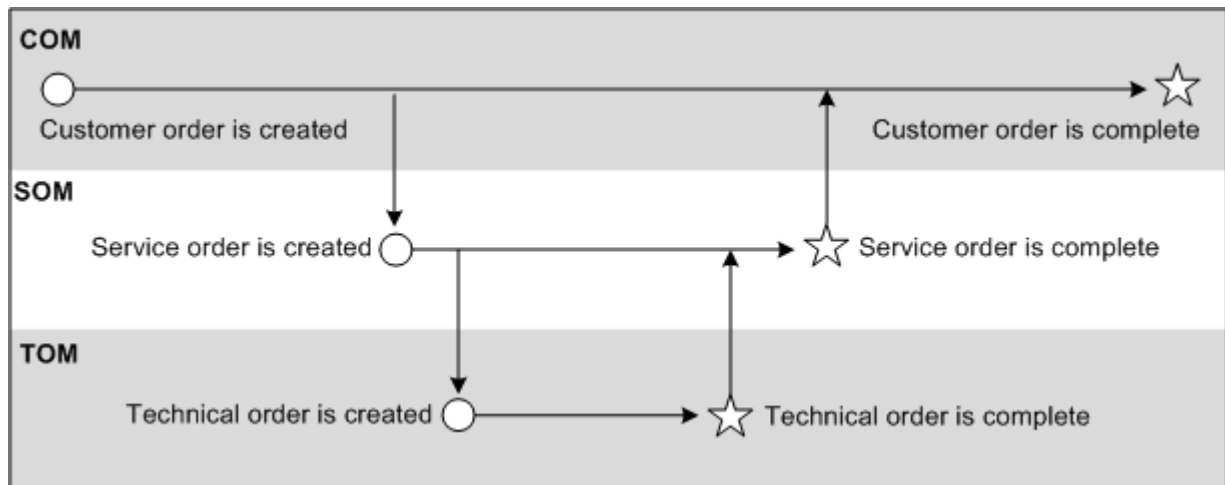 COM
Customer order is created
Customer order is complete
SOM
Service order is created
Service order is complete
TOM
Technical order is created
Technical order is complete